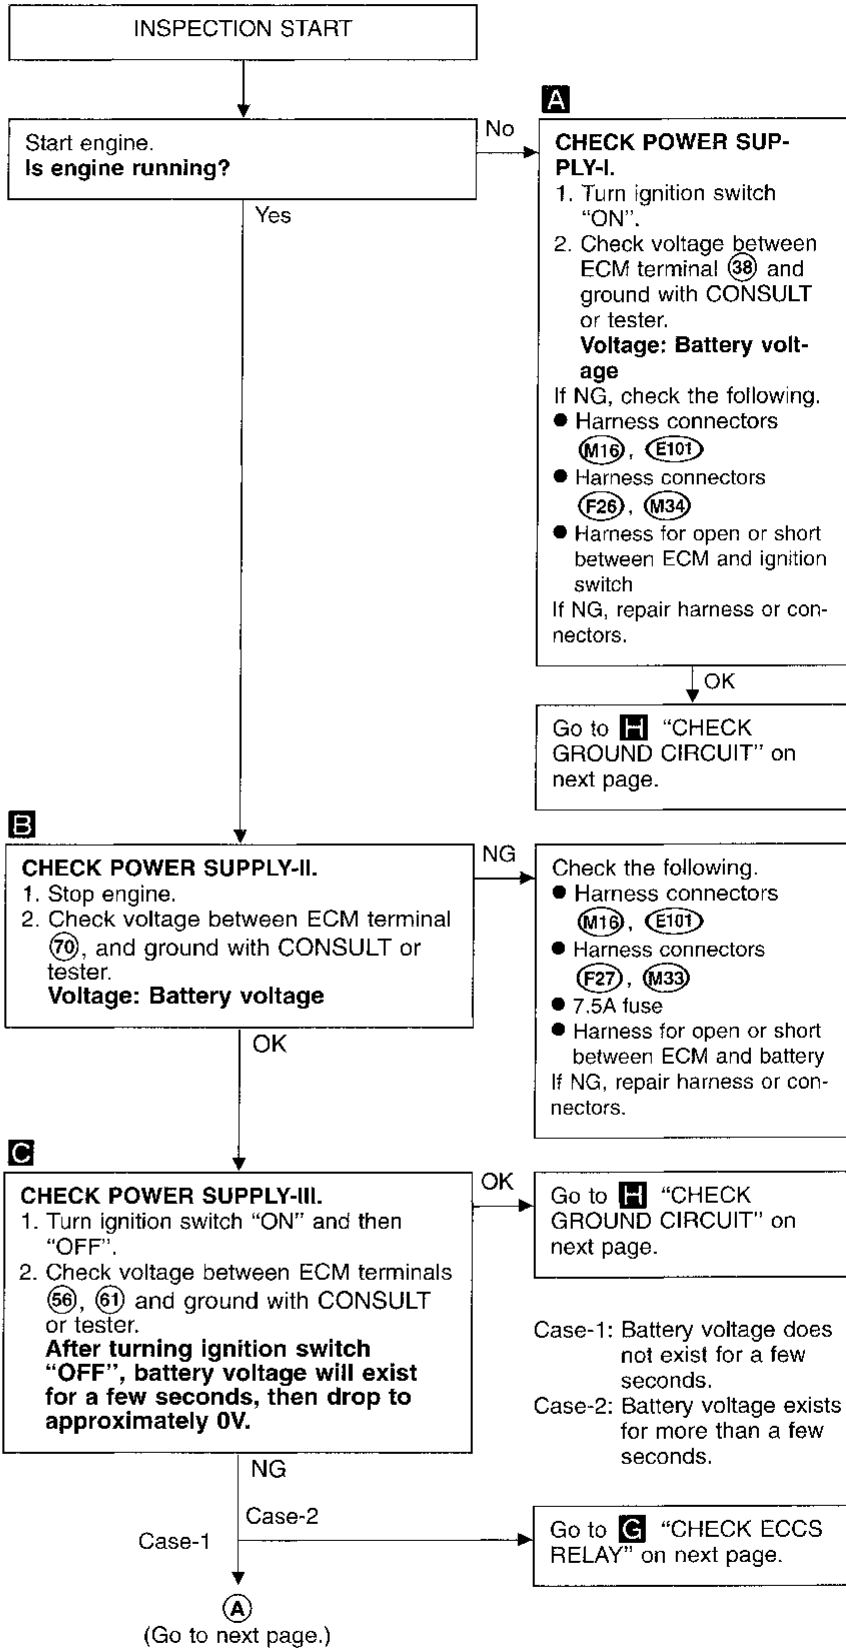 INSPECTION START
Start engine.
Is engine running?
No
Yes
A
CHECK POWER SUP-
PLY-I.
1. Turn ignition switch
“ON”.
2. Check voltage between
ECM terminal 38 and
ground with CONSULT
or tester.
Voltage: Battery volt-
age
If NG, check the following.
● Harness connectors
M16, E101
● Harness connectors
F26, M34
● Harness for open or short
between ECM and ignition
switch
If NG, repair harness or con-
nectors.
OK
Go to H “CHECK
GROUND CIRCUIT” on
next page.
B
CHECK POWER SUPPLY-II.
1. Stop engine.
2. Check voltage between ECM terminal
70, and ground with CONSULT or
tester.
Voltage: Battery voltage
NG
OK
Check the following.
● Harness connectors
M16, E101
● Harness connectors
F27, M33
● 7.5A fuse
● Harness for open or short
between ECM and battery
If NG, repair harness or con-
nectors.
C
CHECK POWER SUPPLY-III.
1. Turn ignition switch “ON” and then
“OFF”.
2. Check voltage between ECM terminals
56, 61 and ground with CONSULT
or tester.
After turning ignition switch
“OFF”, battery voltage will exist
for a few seconds, then drop to
approximately 0V.
OK
Go to H “CHECK
GROUND CIRCUIT” on
next page.
Case-1: Battery voltage does
not exist for a few
seconds.
Case-2: Battery voltage exists
for more than a few
seconds.
NG
Case-2
Case-1
Go to G “CHECK ECCS
RELAY” on next page.
A
(Go to next page.)